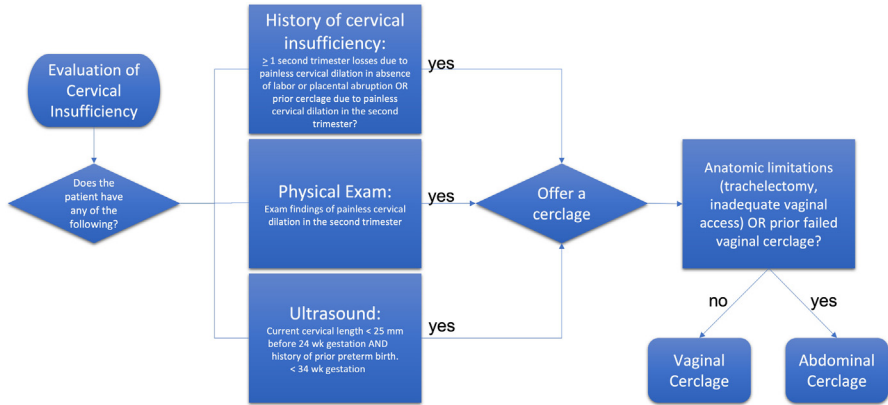 Evaluation of
Cervical
Insufficiency
Does the
patient have
any of the
following?
History of cervical
insufficiency:
≥ 1 second trimester losses due to
painless cervical dilation in absence
of labor or placental abruption OR
prior cerclage due to painless
cervical dilation in the second
trimester?
yes
Physical Exam:
Exam findings of painless cervical
dilation in the second trimester
yes
Ultrasound:
Current cervical length < 25 mm
before 24 wk gestation AND
history of prior preterm birth.
< 34 wk gestation
yes
Offer a
cerclage
Anatomic limitations
(trachelectomy,
inadequate vaginal
access) OR prior failed
vaginal cerclage?
no
yes
Vaginal
Cerclage
Abdominal
Cerclage